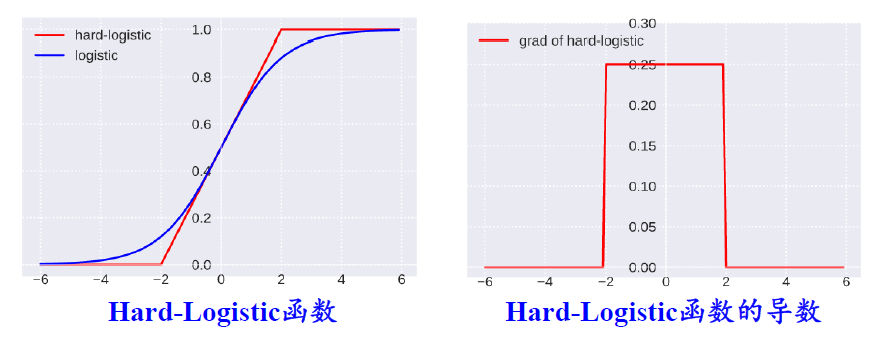 hard-logistic
logistic
1.0
0.8
0.6
0.4
0.2
0.0
−6 −4 −2 0 2 4 6
Hard-Logistic函数
0.30
grad of hard-logistic
0.25
0.20
0.15
0.10
0.05
0.00
−6 −4 −2 0 2 4 6
Hard-Logistic函数的导数